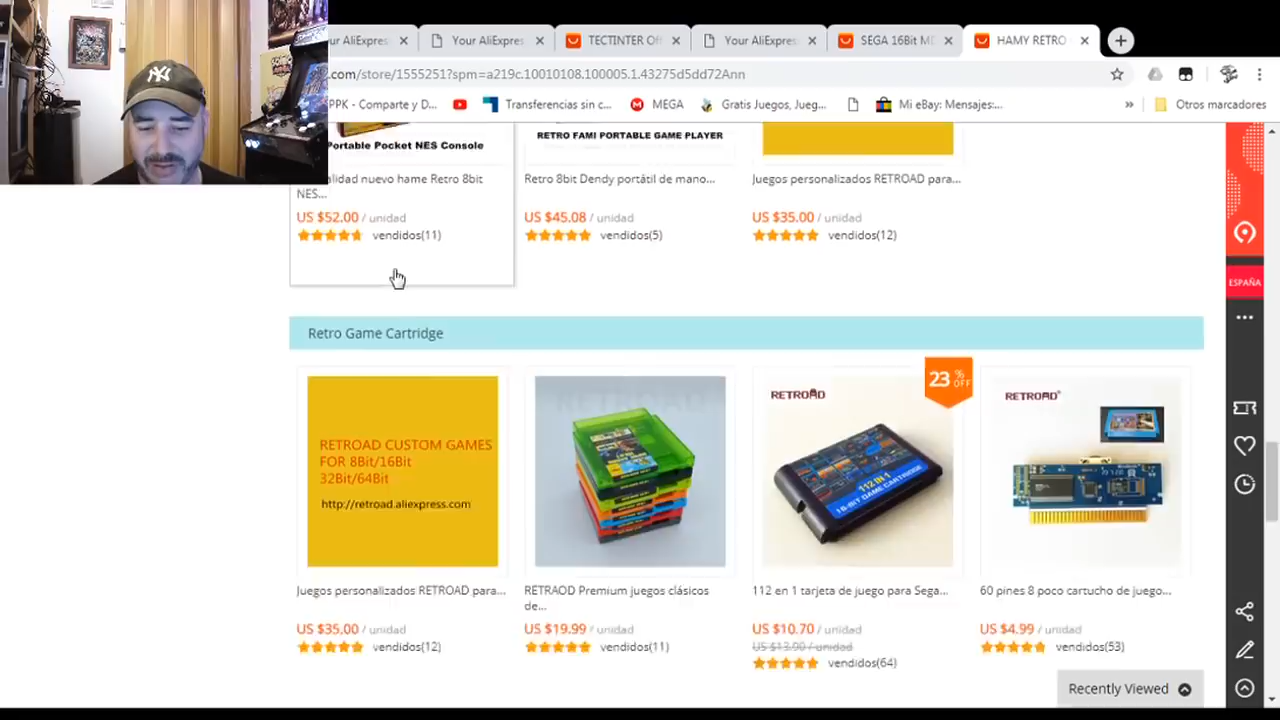 ur AliExpres
Your AliExpres
TECTINTER Of
Your AliExpres
SEGA 16Bit M
HAMY RETRO
.com/store/1555251?spm=a219c.10010108.100005.1.43275d5dd72Ann
PPK - Comparte y D...
Transferencias sin c...
MEGA
Gratis Juegos, Jueg...
Mi eBay: Mensajes:...
»
Otros marcadores
Portable Pocket NES Console
RETRO FAMI PORTABLE GAME PLAYER
alidad nuevo hame Retro 8bit
NES...
Retro 8bit Dendy portátil de mano...
Juegos personalizados RETROAD para...
US $52.00 / unidad
US $45.08 / unidad
US $35.00 / unidad
vendidos(11)
vendidos(5)
vendidos(12)
ESPAÑA
Retro Game Cartridge
23 % OFF
RETROAD CUSTOM GAMES
FOR 8Bit/16Bit
32Bit/64Bit
http://retroad.aliexpress.com
RETROAD
112 IN 1
16-BIT GAME CARTRIDGE
RETROAD
Juegos personalizados RETROAD para...
RETRAOD Premium juegos clásicos
de...
112 en 1 tarjeta de juego para Sega...
60 pines 8 poco cartucho de juego...
US $35.00 / unidad
US $19.99 / unidad
US $10.70 / unidad
US $4.99 / unidad
vendidos(12)
vendidos(11)
US $13.90 / unidad
vendidos(53)
vendidos(64)
Recently Viewed